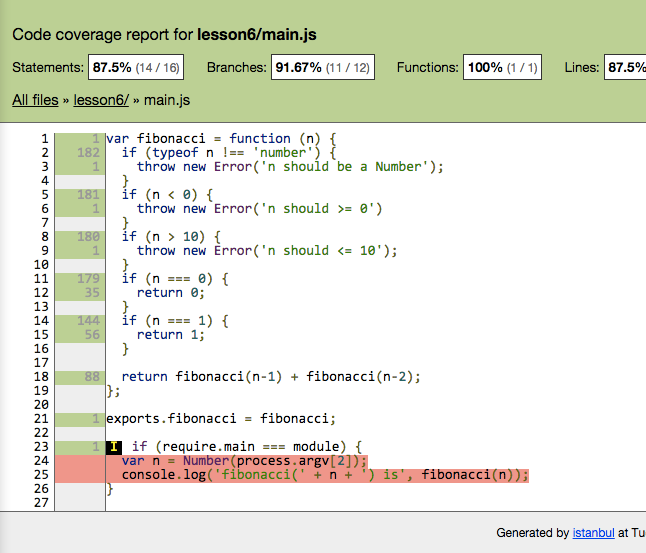 Code coverage report for lesson6/main.js
Statements: 87.5% (14 / 16) Branches: 91.67% (11 / 12) Functions: 100% (1 / 1) Lines: 87.5%
All files » lesson6/ » main.js
1 1 var fibonacci = function (n) {
2 182 if (typeof n !== 'number') {
3 1 throw new Error('n should be a Number');
4 }
5 181 if (n < 0) {
6 1 throw new Error('n should >= 0')
7 }
8 180 if (n > 10) {
9 1 throw new Error('n should <= 10');
10 }
11 179 if (n === 0) {
12 35 return 0;
13 }
14 144 if (n === 1) {
15 56 return 1;
16 }
17
18 88 return fibonacci(n-1) + fibonacci(n-2);
19 };
20
21 1 exports.fibonacci = fibonacci;
22
23 1 I if (require.main === module) {
24 var n = Number(process.argv[2]);
25 console.log('fibonacci(' + n + ') is', fibonacci(n));
26 }
27
Generated by istanbul at Tu